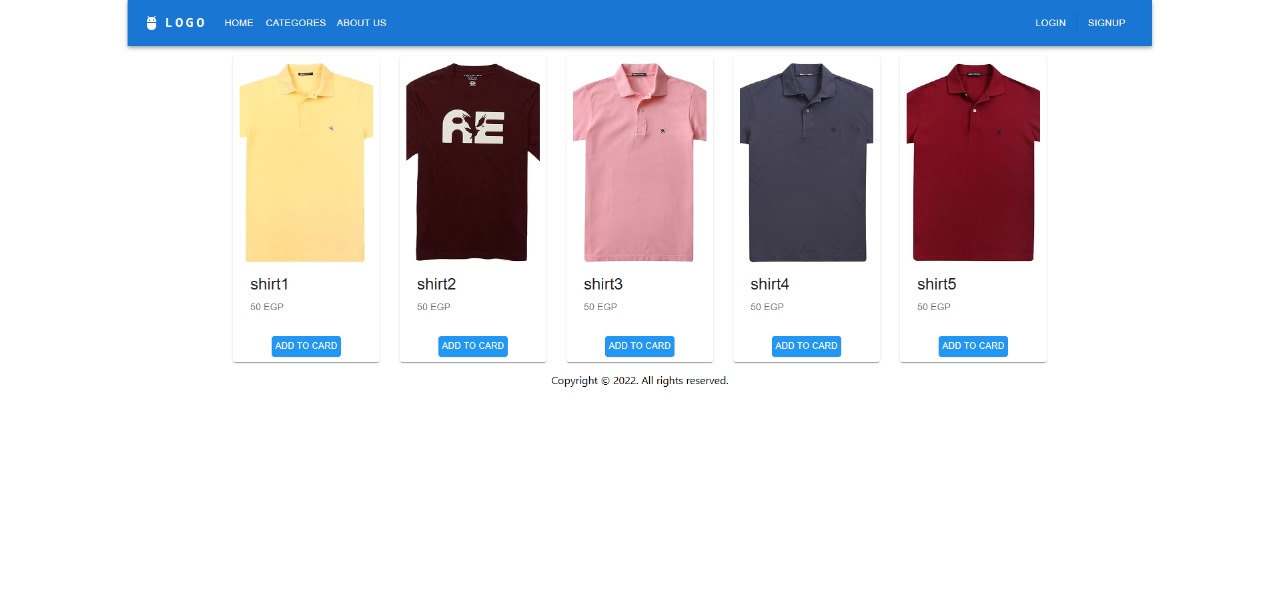 LOGO HOME CATEGORES ABOUT US LOGIN SIGNUP
RE
shirt1 shirt2 shirt3 shirt4 shirt5
50 EGP 50 EGP 50 EGP 50 EGP 50 EGP
ADD TO CARD ADD TO CARD ADD TO CARD ADD TO CARD ADD TO CARD
Copyright © 2022. All rights reserved.